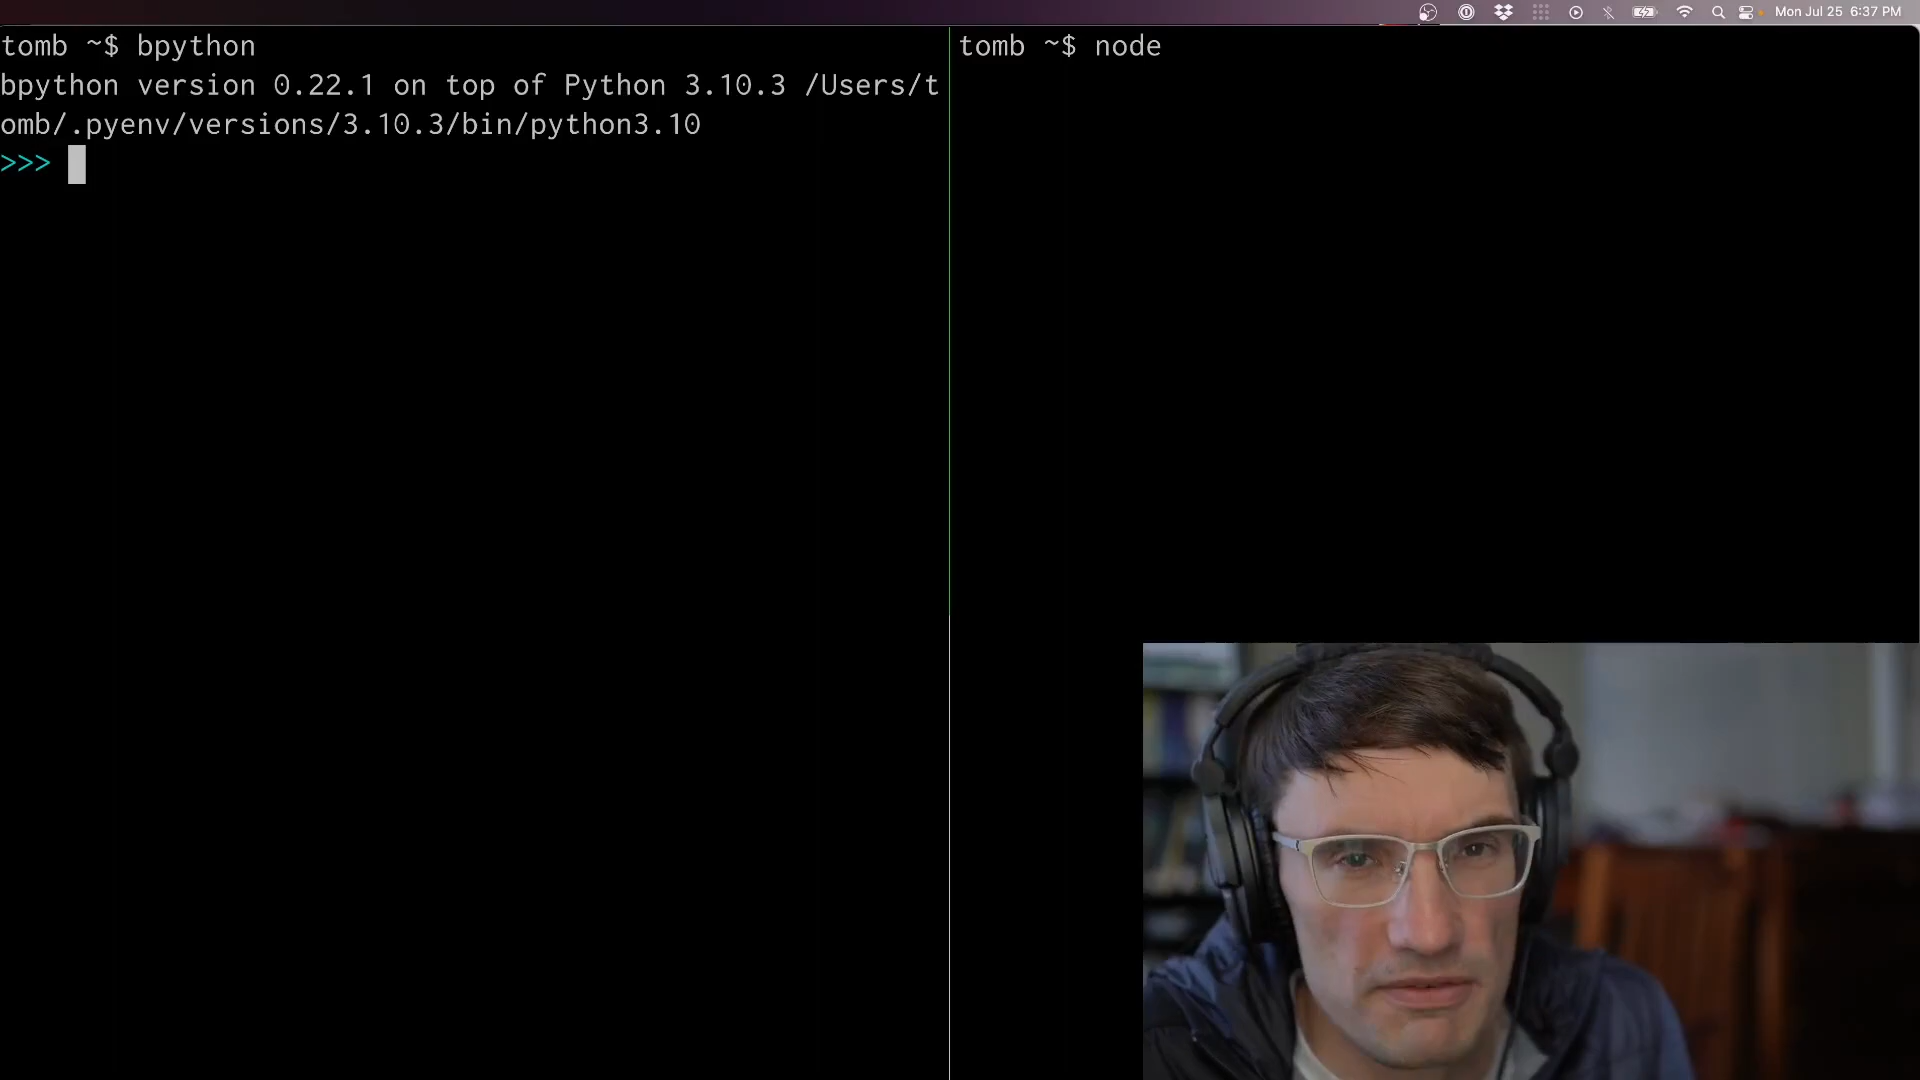 Mon Jul 25 6:37 PM
tomb ~$ bpython
bpython version 0.22.1 on top of Python 3.10.3 /Users/t
omb/.pyenv/versions/3.10.3/bin/python3.10
>>>
tomb ~$ node